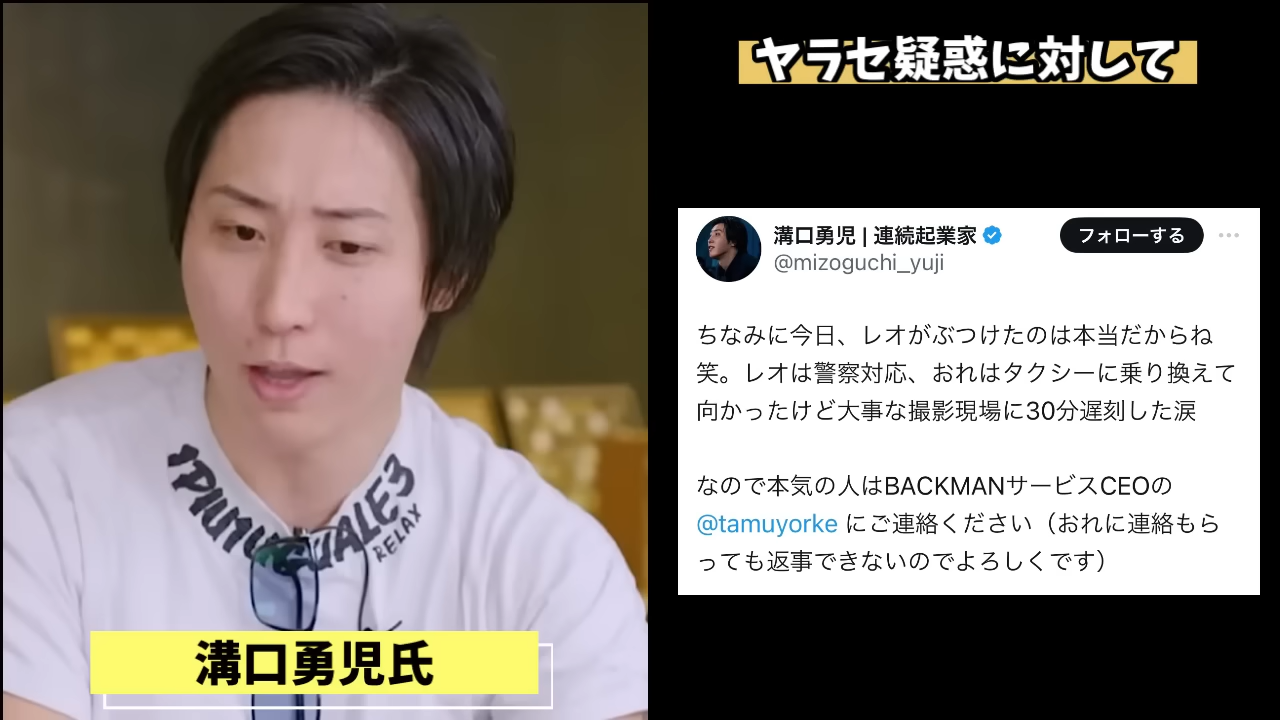 ヤラセ疑惑に対して
溝口勇児 | 連続起業家
フォローする
@mizoguchi_yuji
ちなみに今日、レオがぶつけたのは本当だからね
笑。レオは警察対応、おれはタクシーに乗り換えて
向かったけど大事な撮影現場に30分遅刻した涙
なので本気の人はBACKMANサービスCEOの
@tamuyorke にご連絡ください（おれに連絡もら
っても返事できないのでよろしくです）
1PIU1UGUALE3
RELAX
溝口勇児氏